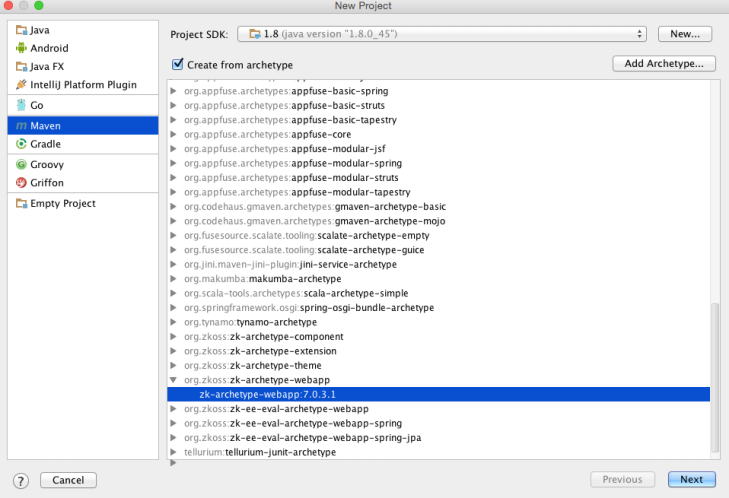 New Project
Java
Android
Java FX
IntelliJ Platform Plugin
Go
Maven
Gradle
Groovy
Griffon
Empty Project
Project SDK: 1.8 (java version "1.8.0_45") New...
Create from archetype Add Archetype...
org.appfuse.archetypes:appfuse-basic-spring
org.appfuse.archetypes:appfuse-basic-struts
org.appfuse.archetypes:appfuse-basic-tapestry
org.appfuse.archetypes:appfuse-core
org.appfuse.archetypes:appfuse-modular-jsf
org.appfuse.archetypes:appfuse-modular-spring
org.appfuse.archetypes:appfuse-modular-struts
org.appfuse.archetypes:appfuse-modular-tapestry
org.codehaus.gmaven.archetypes:gmaven-archetype-basic
org.codehaus.gmaven.archetypes:gmaven-archetype-mojo
org.fusesource.scalate.tooling:scalate-archetype-empty
org.fusesource.scalate.tooling:scalate-archetype-guice
org.jini.maven-jini-plugin:jini-service-archetype
org.makumba:makumba-archetype
org.scala-tools.archetypes:scala-archetype-simple
org.springframework.osgi:spring-osgi-bundle-archetype
org.tynamo:tynamo-archetype
org.zkoss:zk-archetype-component
org.zkoss:zk-archetype-extension
org.zkoss:zk-archetype-theme
org.zkoss:zk-archetype-webapp
zk-archetype-webapp:7.0.3.1
org.zkoss:zk-ee-eval-archetype-webapp
org.zkoss:zk-ee-eval-archetype-webapp-spring
org.zkoss:zk-ee-eval-archetype-webapp-spring-jpa
tellurium:tellurium-junit-archetype
? Cancel Previous Next